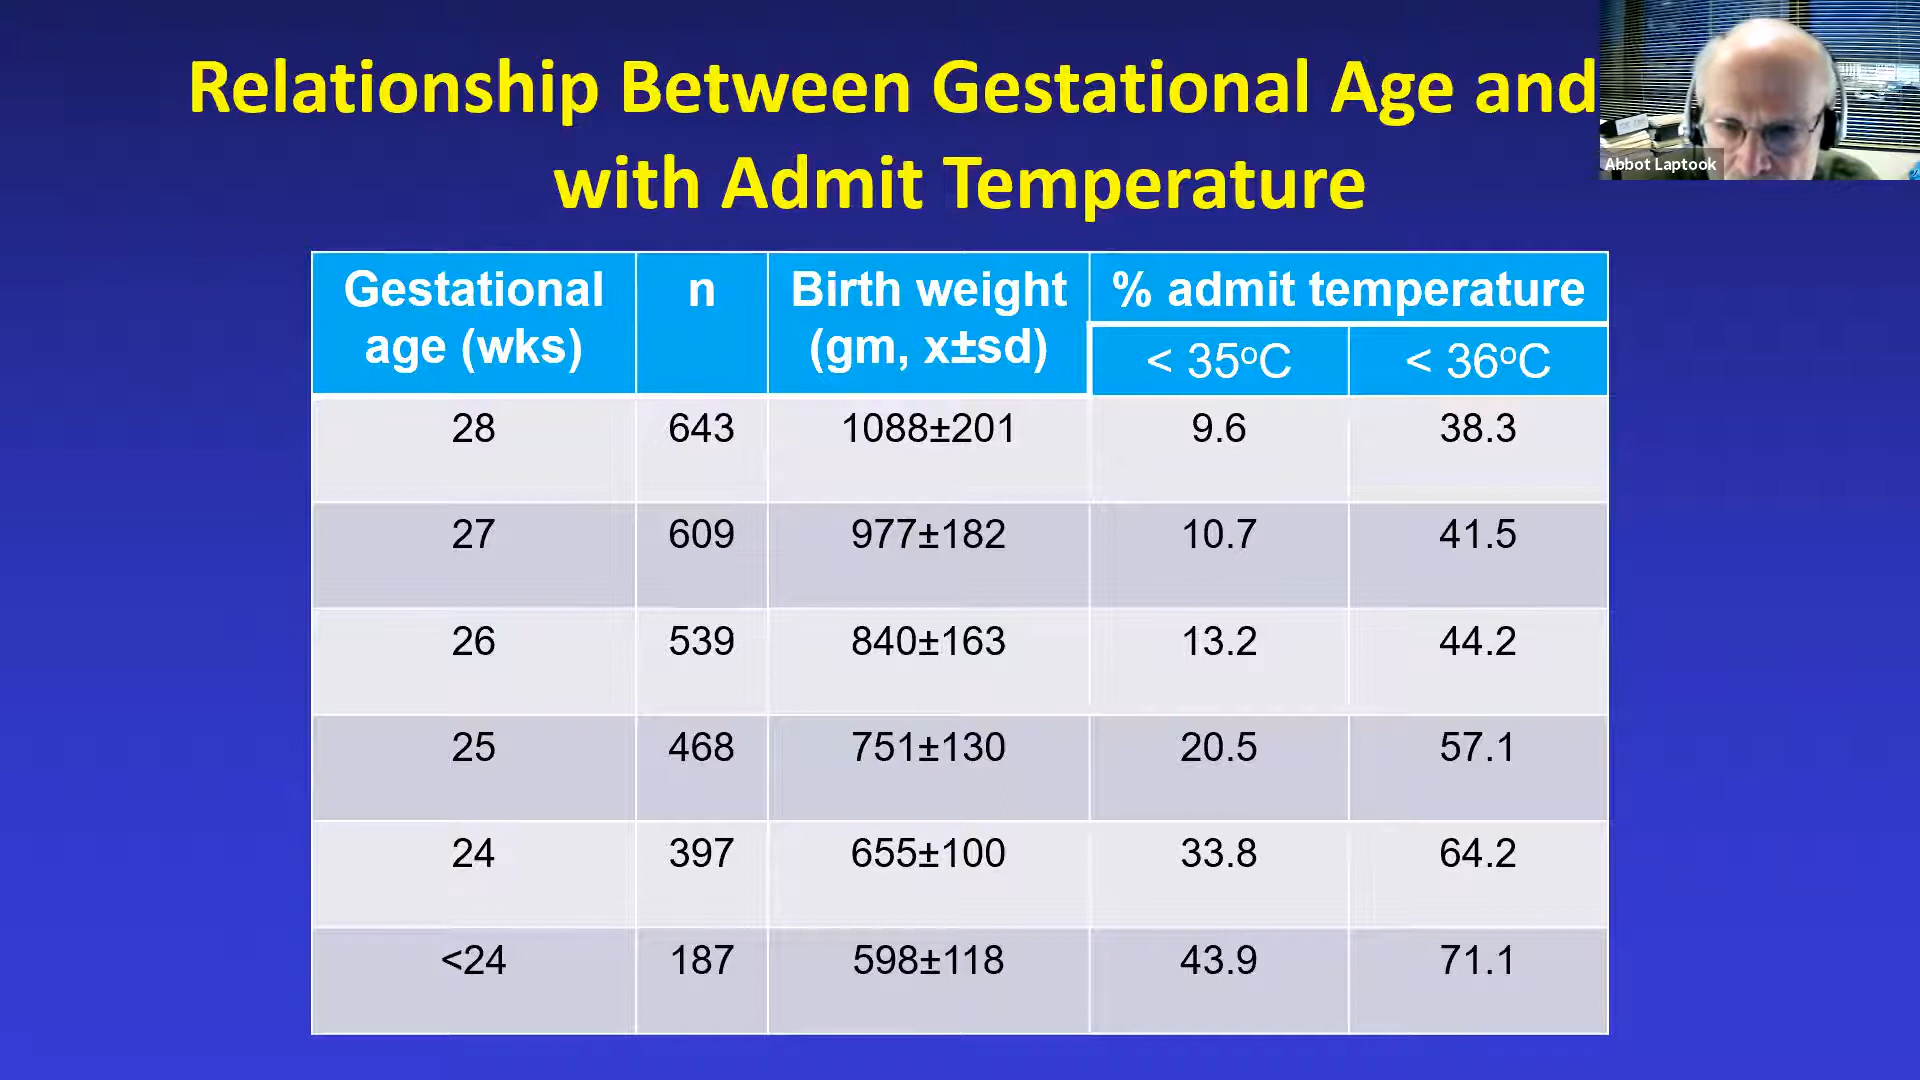 Relationship Between Gestational Age and
with Admit Temperature
Abbot Laptook
Gestational age (wks) n Birth weight (gm, x±sd) % admit temperature
< 35°C < 36°C
28 643 1088±201 9.6 38.3
27 609 977±182 10.7 41.5
26 539 840±163 13.2 44.2
25 468 751±130 20.5 57.1
24 397 655±100 33.8 64.2
<24 187 598±118 43.9 71.1